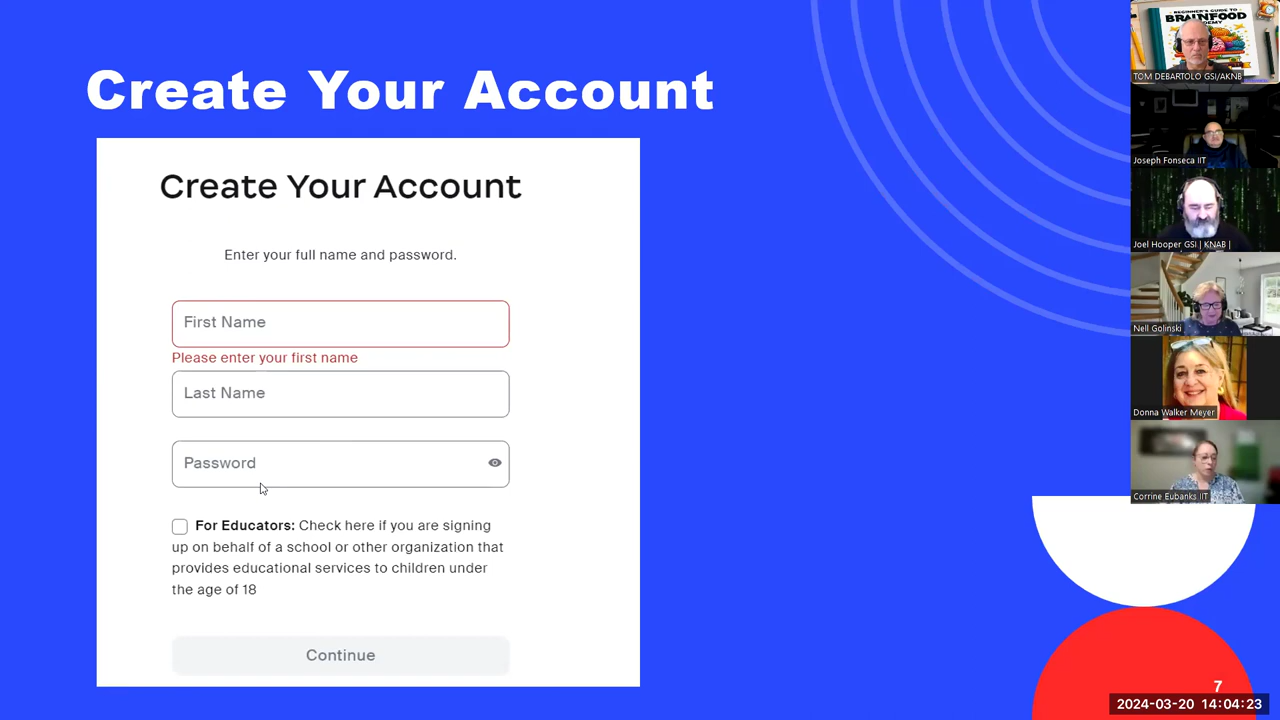 Create Your Account
Create Your Account
Enter your full name and password.
First Name
Please enter your first name
Last Name
Password
For Educators: Check here if you are signing
up on behalf of a school or other organization that
provides educational services to children under
the age of 18
Continue
BEGINNER'S GUIDE TO
BRAINFOOD
TOM DEBARTOLO GSI/AKNB
Joseph Fonseca IIT
Joel Hooper GSI | KNAB |
Nell Golinski
Donna Walker Meyer
Corrine Eubanks IIT
7
2024-03-20 14:04:23